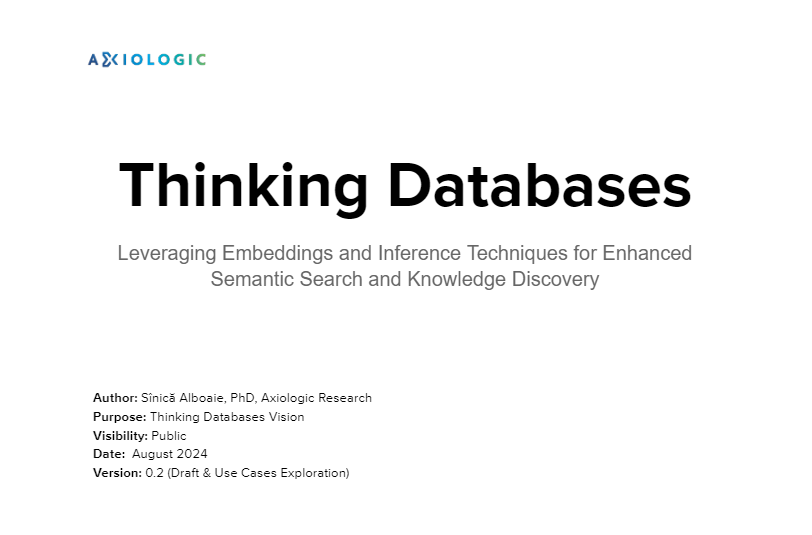 AXIOLOGIC
Thinking Databases
Leveraging Embeddings and Inference Techniques for Enhanced
Semantic Search and Knowledge Discovery
Author: Sînică Alboaie, PhD, Axiologic Research
Purpose: Thinking Databases Vision
Visibility: Public
Date: August 2024
Version: 0.2 (Draft & Use Cases Exploration)